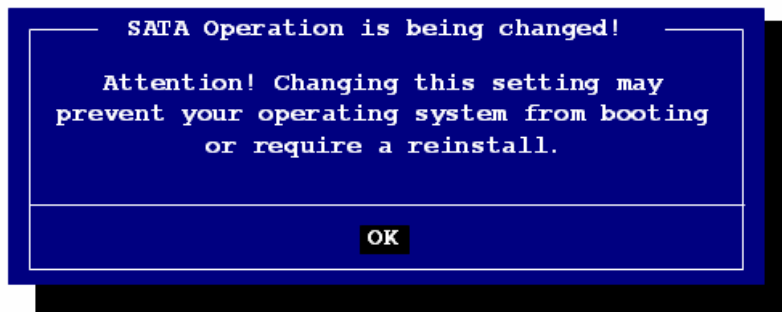 SATA Operation is being changed!
Attention! Changing this setting may
prevent your operating system from booting
or require a reinstall.
OK